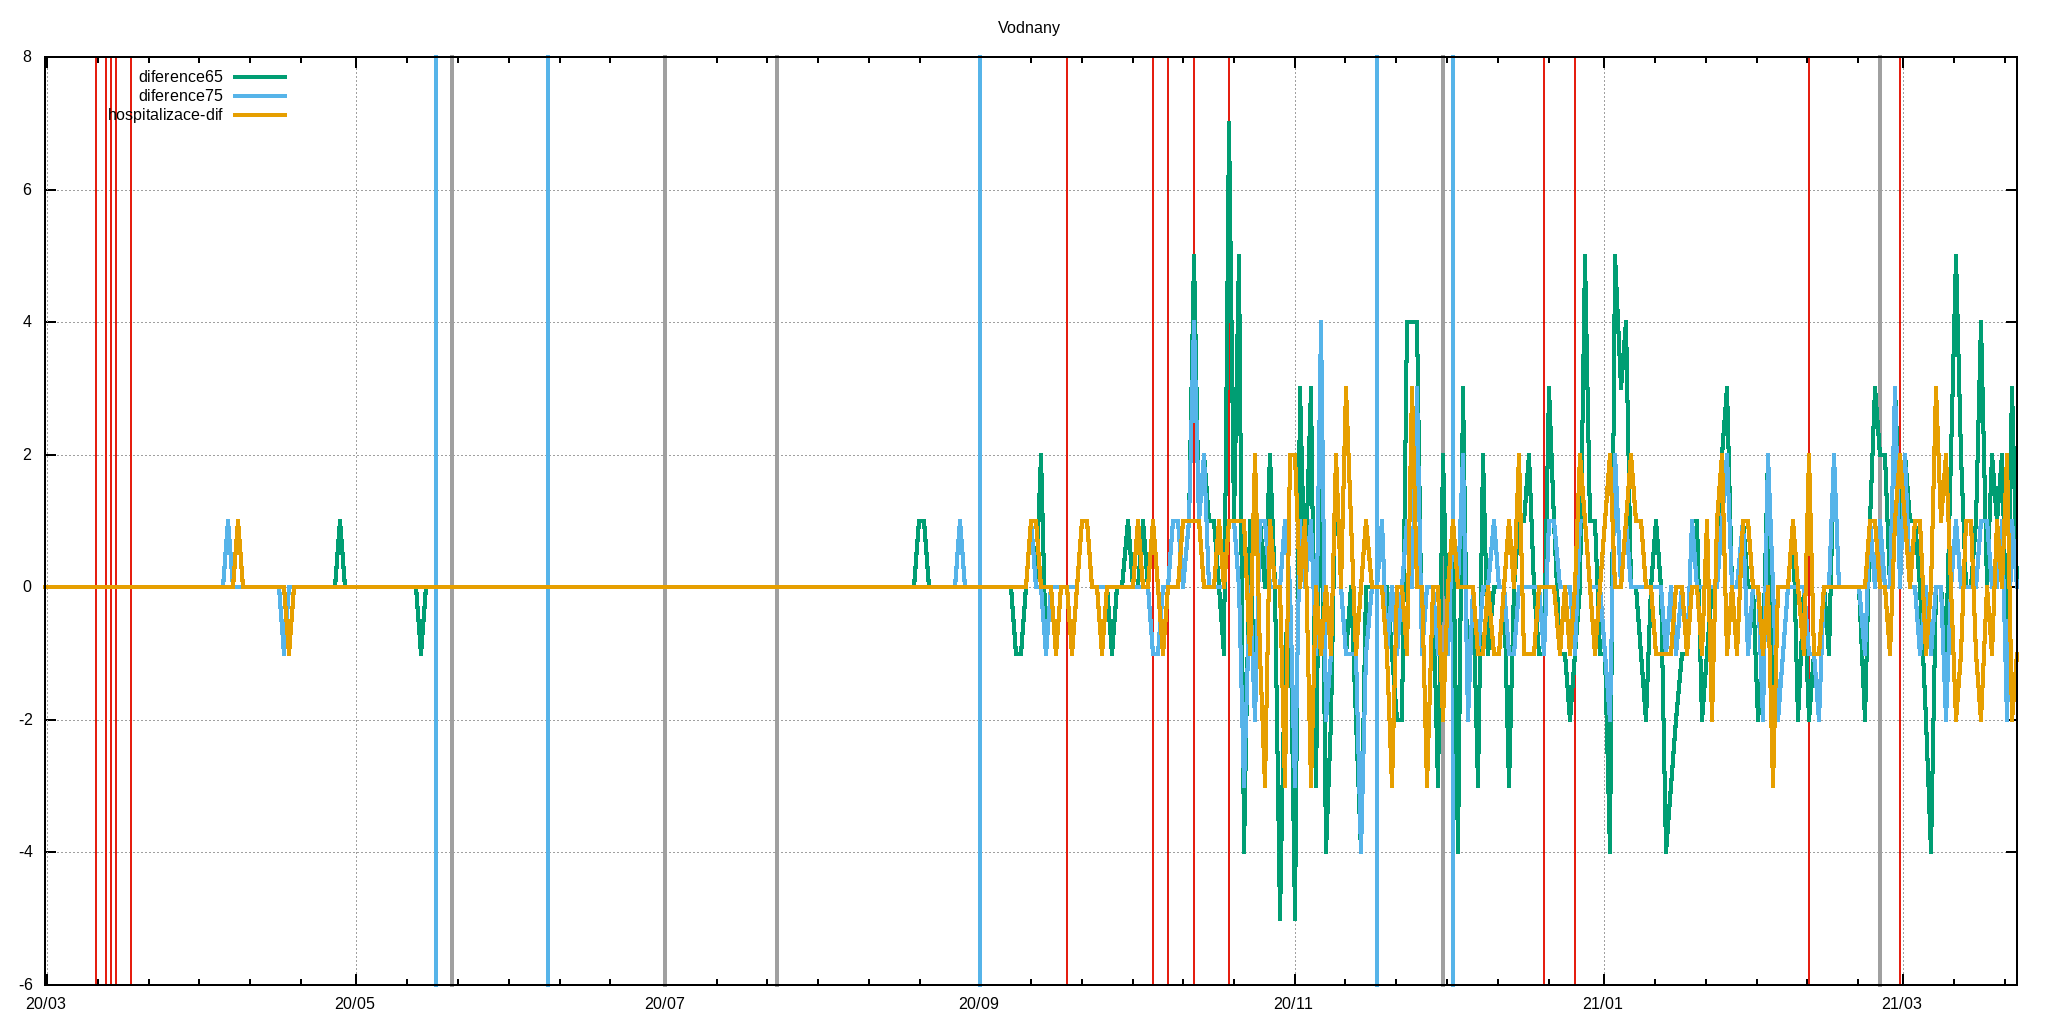 Vodnany
diference65
diference75
hospitalizace-dif
8
6
4
2
0
-2
-4
-6
20/03 20/05 20/07 20/09 20/11 21/01 21/03